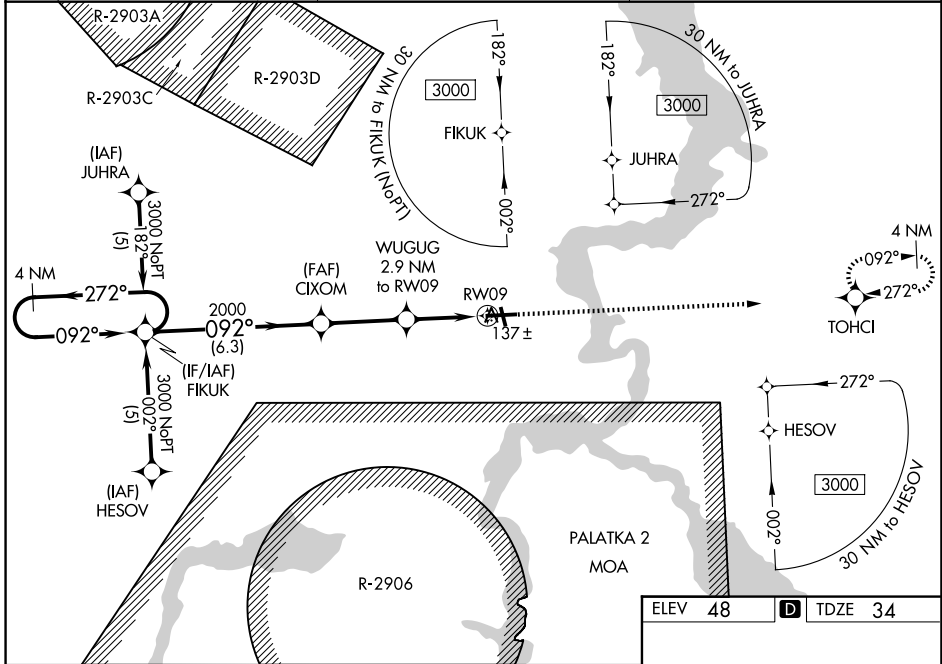 R-2903A
R-2903C
R-2903D
30 NM to FIKUK (NoPT)
182°
3000
FIKUK
002°
30 NM to JUHRA
182°
3000
JUHRA
272°
(IAF)
JUHRA
3000 NoPT
182°
(5)
4 NM
272°
092°
2000
092°
(6.3)
(IF/IAF)
FIKUK
(FAF)
CIXOM
WUGUG
2.9 NM
to RW09
RW09
137±
4 NM
092°
272°
TOHCI
3000 NoPT
002°
(5)
(IAF)
HESOV
272°
HESOV
3000
002°
30 NM to HESOV
PALATKA 2
MOA
R-2906
ELEV 48 D TDZE 34